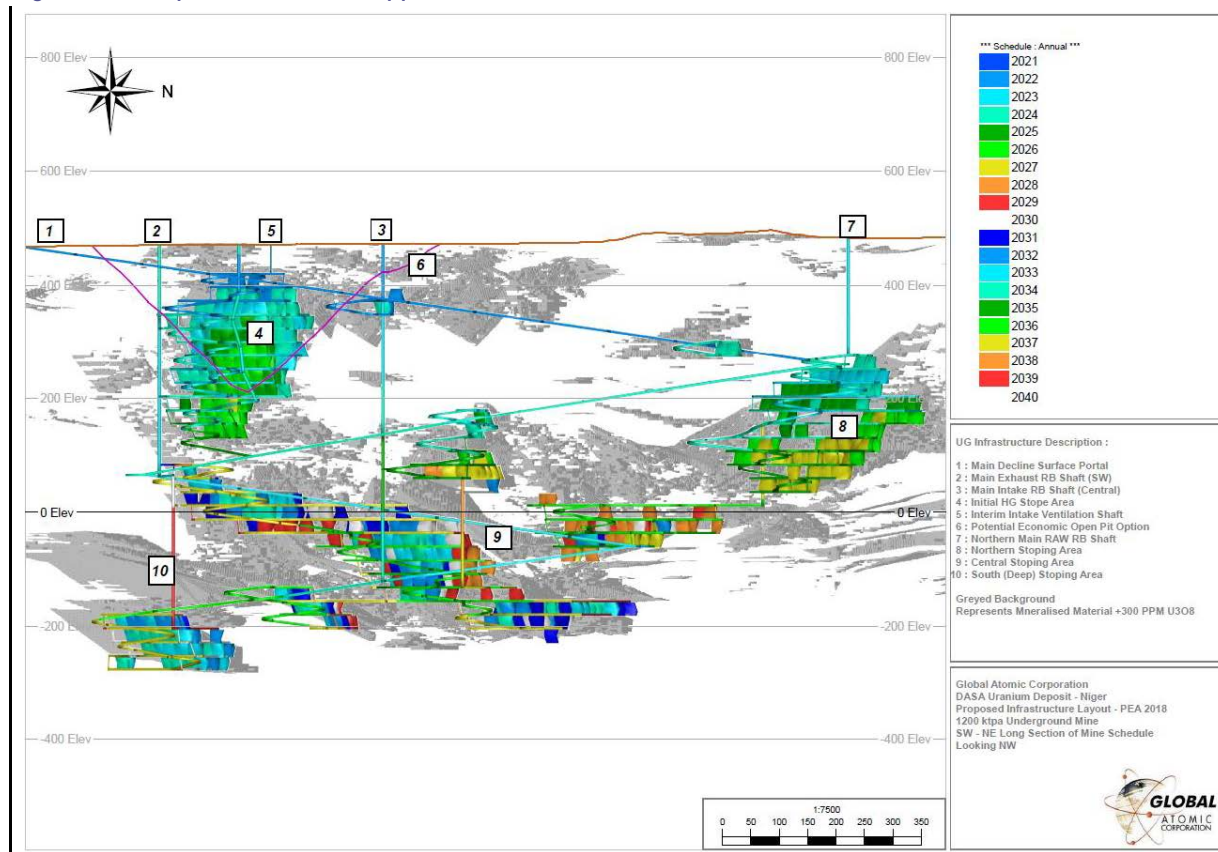 800 Elev
800 Elev
N
600 Elev
600 Elev
1
2
5
3
7
6
400 Elev
400 Elev
4
200 Elev
200 Elev
8
0 Elev
0 Elev
9
10
-200 Elev
-200 Elev
-400 Elev
-400 Elev
1:7500
0 50 100 150 200 250 300 350
*** Schedule : Annual ***
2021
2022
2023
2024
2025
2026
2027
2028
2029
2030
2031
2032
2033
2034
2035
2036
2037
2038
2039
2040
UG Infrastructure Description :
1 : Main Decline Surface Portal
2 : Main Exhaust RB Shaft (SW)
3 : Main Intake RB Shaft (Central)
4 : Initial HG Stope Area
5 : Interim Intake Ventilation Shaft
6 : Potential Economic Open Pit Option
7 : Northern Main RAW RB Shaft
8 : Northern Stoping Area
9 : Central Stoping Area
10 : South (Deep) Stoping Area
Greyed Background
Represents Mneralised Material +300 PPM U3O8
Global Atomic Corporation
DASA Uranium Deposit - Niger
Proposed Infrastructure Layout - PEA 2018
1200 ktpa Underground Mine
SW - NE Long Section of Mine Schedule
Looking NW
GLOBAL
ATOMIC
CORPORATION